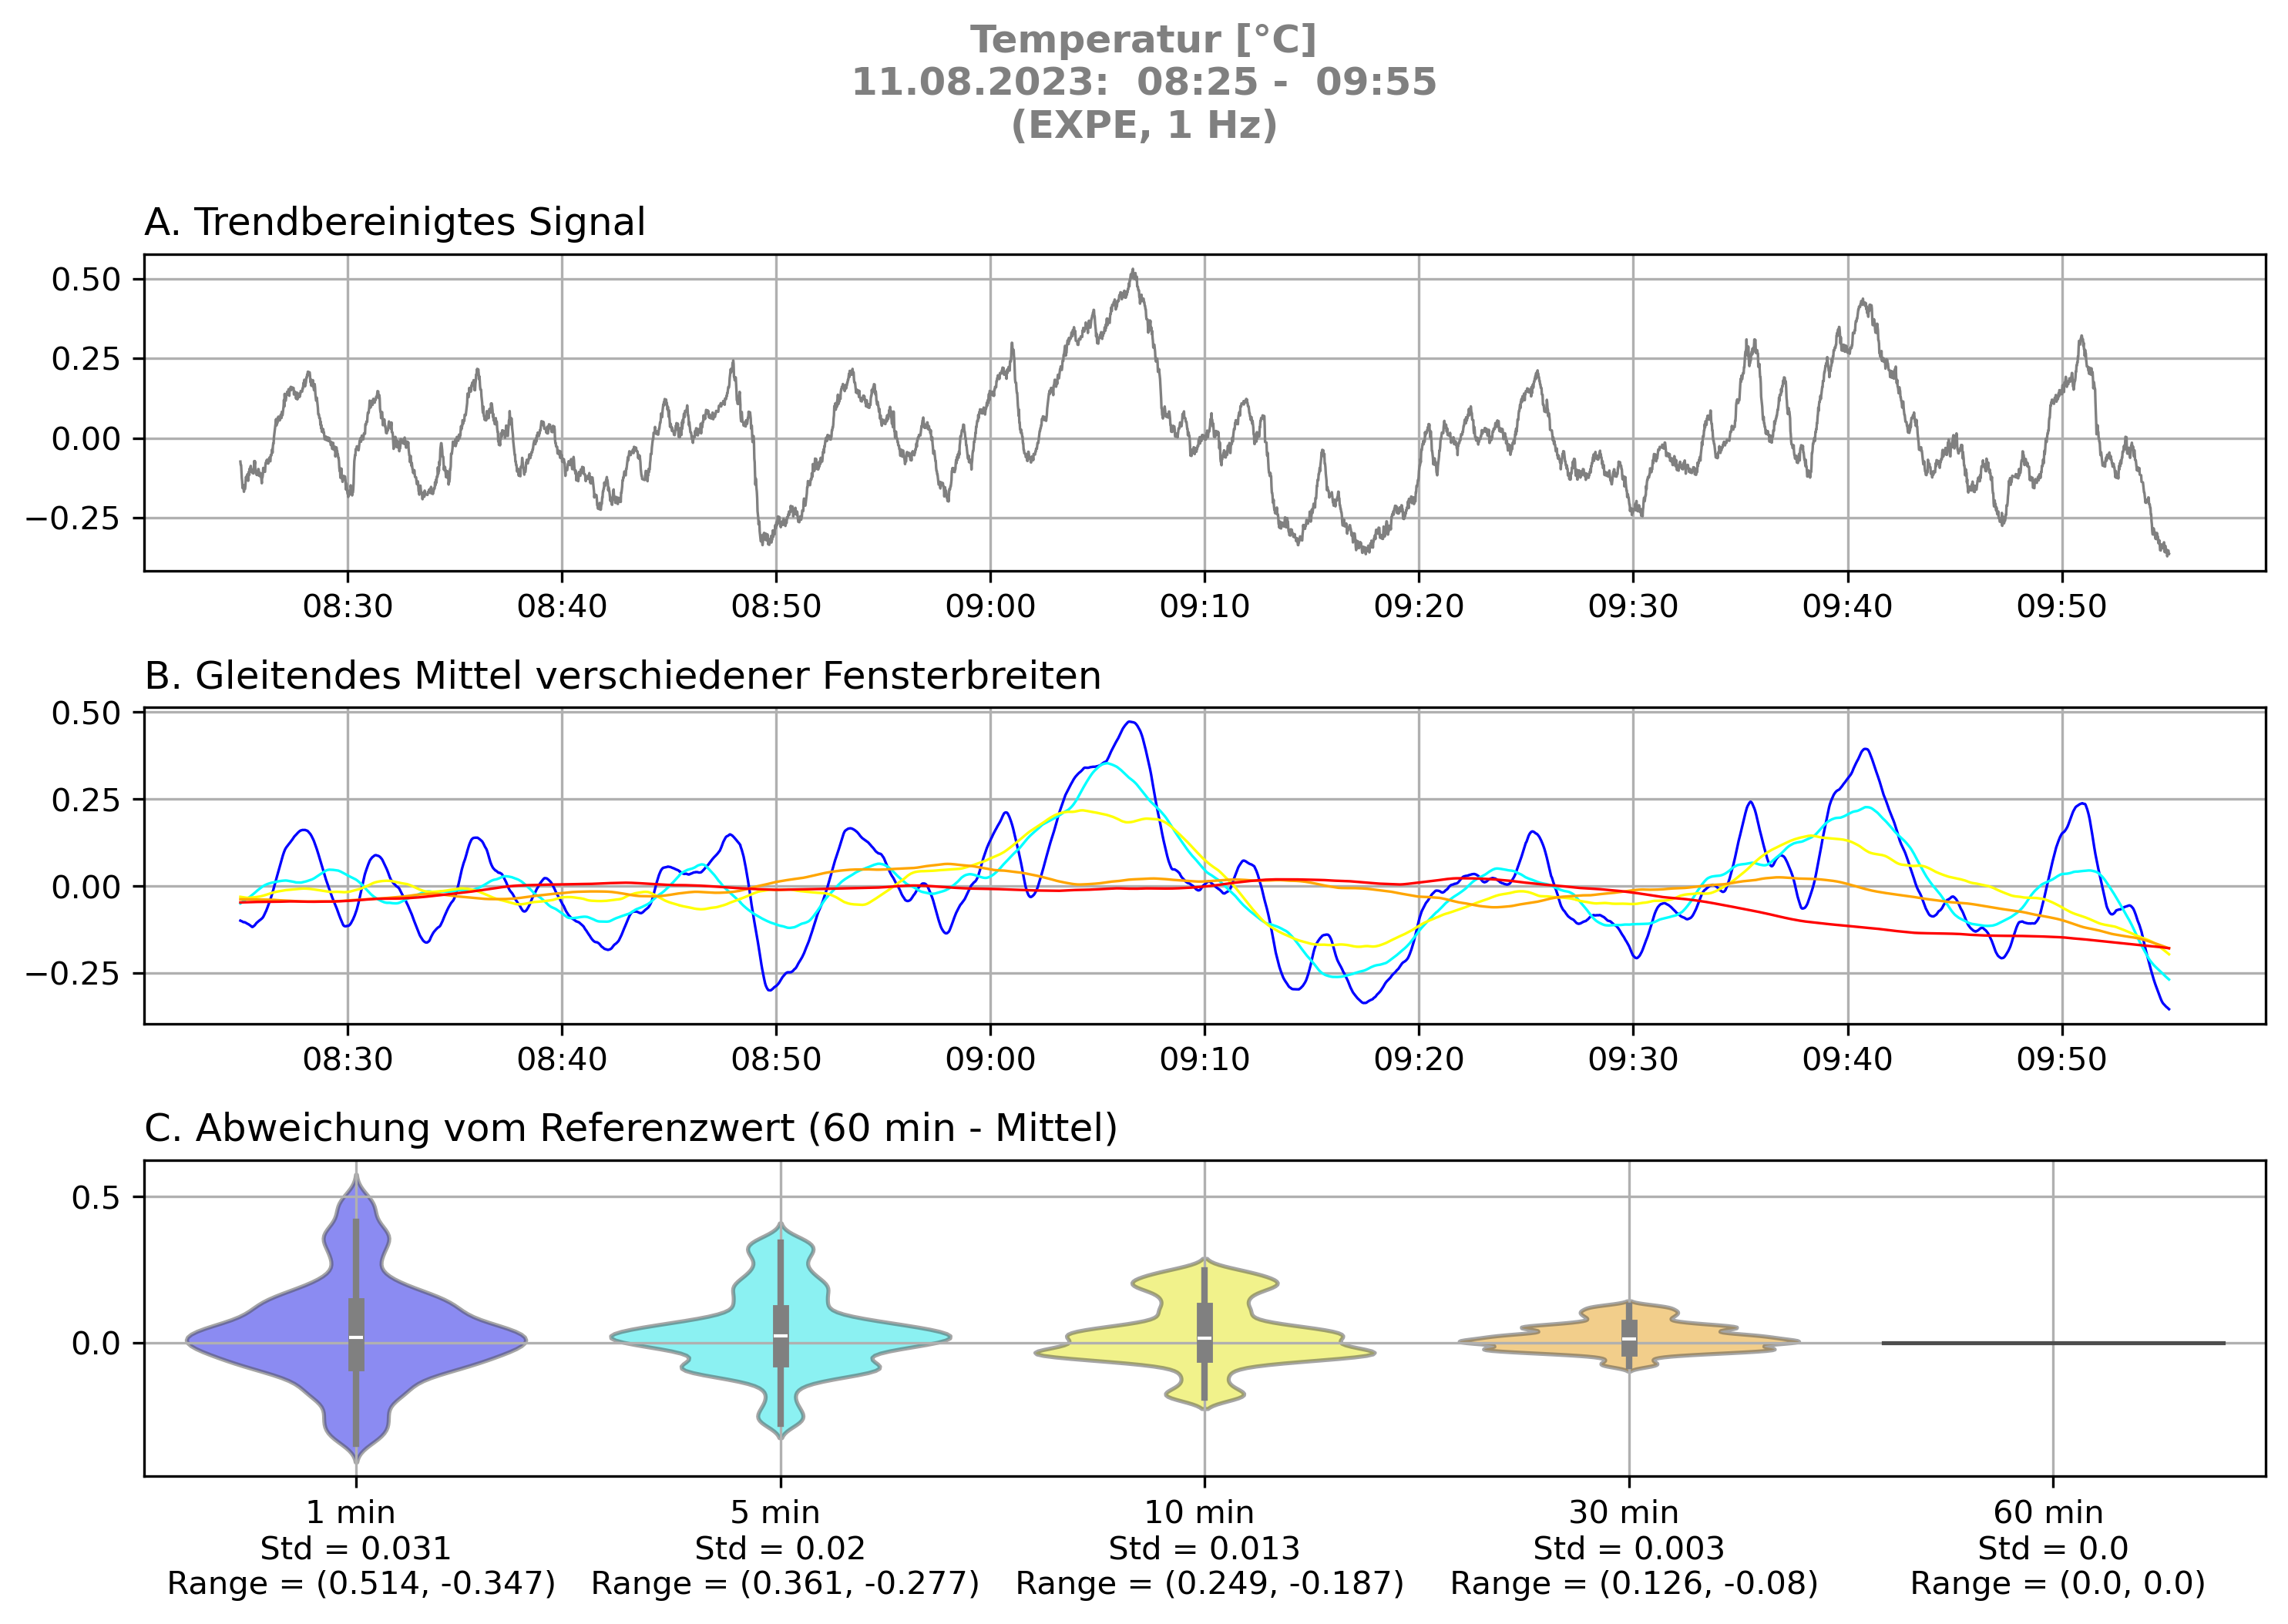 Temperatur [°C]
11.08.2023:  08:25 -  09:55
(EXPE, 1 Hz)
A. Trendbereinigtes Signal
0.50
0.25
0.00
−0.25
08:30 08:40 08:50 09:00 09:10 09:20 09:30 09:40 09:50
B. Gleitendes Mittel verschiedener Fensterbreiten
0.50
0.25
0.00
−0.25
08:30 08:40 08:50 09:00 09:10 09:20 09:30 09:40 09:50
C. Abweichung vom Referenzwert (60 min - Mittel)
0.5
0.0
1 min 5 min 10 min 30 min 60 min
Std = 0.031 Std = 0.02 Std = 0.013 Std = 0.003 Std = 0.0
Range = (0.514, -0.347) Range = (0.361, -0.277) Range = (0.249, -0.187) Range = (0.126, -0.08) Range = (0.0, 0.0)